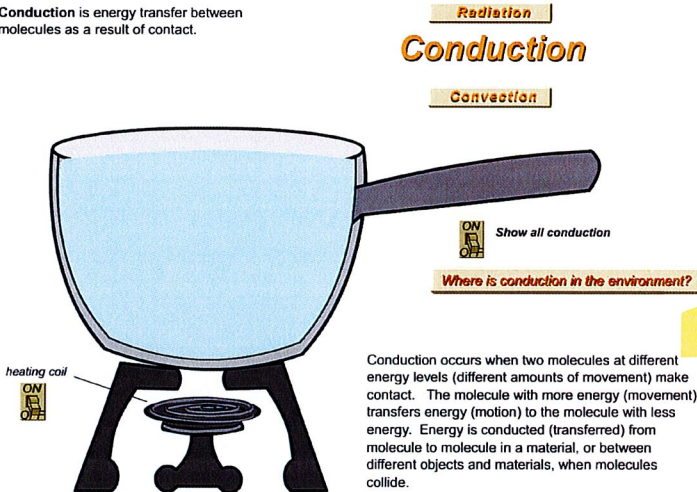 Conduction is energy transfer between
molecules as a result of contact.
Radiation
Conduction
Convection
ON
OFF
Show all conduction
Where is conduction in the environment?
heating coil
ON
OFF
Conduction occurs when two molecules at different
energy levels (different amounts of movement) make
contact. The molecule with more energy (movement)
transfers energy (motion) to the molecule with less
energy. Energy is conducted (transferred) from
molecule to molecule in a material, or between
different objects and materials, when molecules
collide.